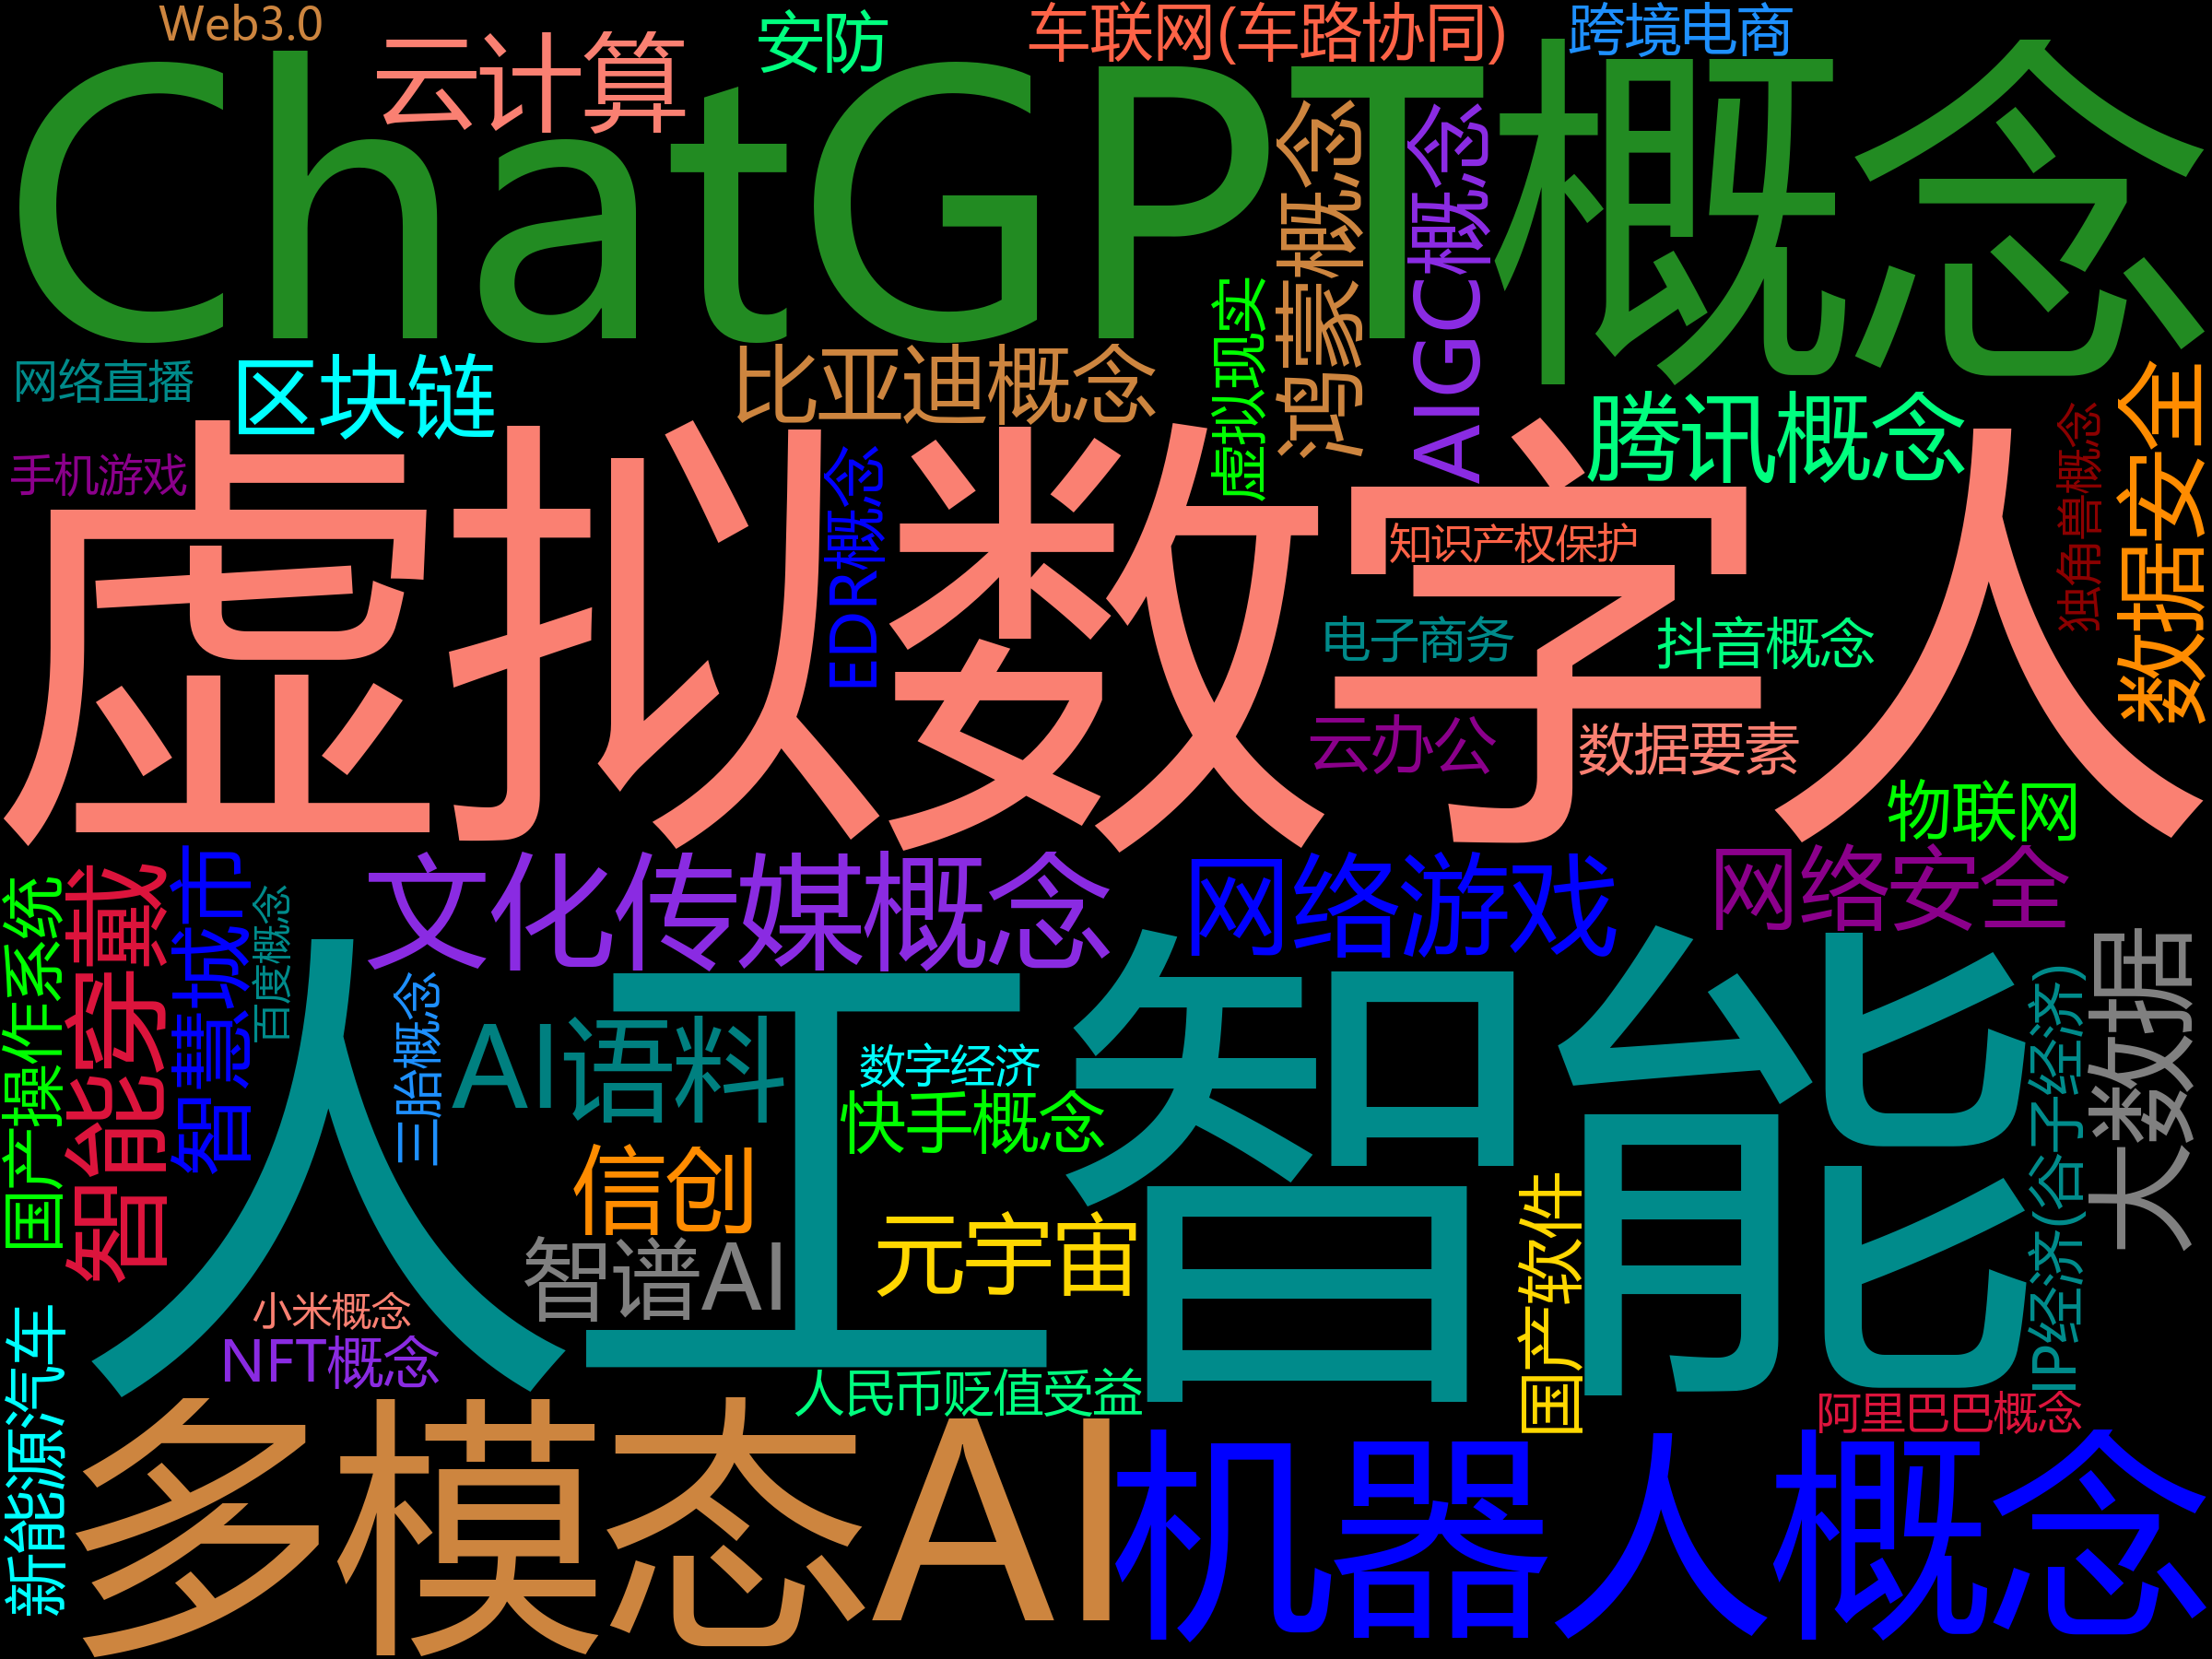 Web3.0
云计算
安防
车联网(车路协同)
跨境电商
ChatGPT概念
鸿蒙概念
AIGC概念
虚拟现实
网络直播
区块链
比亚迪概念
腾讯概念
手机游戏
EDR概念
独角兽概念
数据安全
虚拟数字人
知识产权保护
电子商务
抖音概念
云办公
数据要素
物联网
文化传媒概念
网络游戏
网络安全
国产操作系统
智能穿戴
智慧城市
百度概念
三胎概念
人工智能
AI语料
数字经济
快手概念
信创
元宇宙
智谱AI
国产软件
IP经济(谷子经济)
大数据
小米概念
NFT概念
人民币贬值受益
阿里巴巴概念
新能源汽车
多模态AI
机器人概念